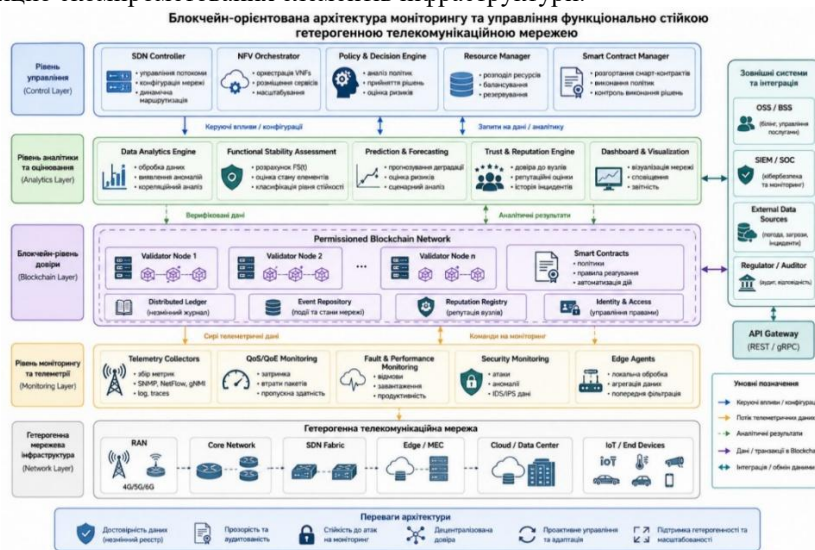 Блокчейн-орієнтована архітектура моніторингу та управління функціонально стійкою
гетерогенною телекомунікаційною мережею
Рівень
управління
(Control Layer)
SDN Controller
• управління потоками
• конфігурація мережі
• динамічна
маршрутизація
NFV Orchestrator
• оркестрація VNFs
• розміщення сервісів
• масштабування
Policy & Decision Engine
• аналіз політик
• прийняття рішень
• оцінка ризиків
Resource Manager
• розподіл ресурсів
• балансування
• резервування
Smart Contract Manager
• розгортання смарт-контрактів
• виконання політик
• контроль виконання рішень
Керуючі впливи / конфігурації
Запити на дані / аналітику
Рівень аналітики
та оцінювання
(Analytics Layer)
Data Analytics Engine
• обробка даних
• виявлення аномалій
• кореляційний аналіз
Functional Stability Assessment
• розрахунок FS(t)
• оцінка стану елементів
• класифікація рівня стійкості
Prediction & Forecasting
• прогнозування деградації
• оцінка ризиків
• сценарний аналіз
Trust & Reputation Engine
• довіра до вузлів
• репутаційні оцінки
• історія інцидентів
Dashboard & Visualization
• візуалізація мережі
• сповіщення
• звітність
Верифіковані дані
Аналітичні результати
Блокчейн-рівень
довіри
(Blockchain Layer)
Permissioned Blockchain Network
Validator Node 1
Validator Node 2
...
Validator Node n
Smart Contracts
• політики
• правила реагування
• автоматизація дій
Distributed Ledger
(незмінний журнал)
Event Repository
(події та стани мережі)
Reputation Registry
(репутація вузлів)
Identity & Access
(управління правами)
Сирі телеметричні дані
Команди на моніторинг
Рівень моніторингу
та телеметрії
(Monitoring Layer)
Telemetry Collectors
• збір метрик
• SNMP, NetFlow, gNMI
• log, traces
QoS/QoE Monitoring
• затримка
• втрати пакетів
• пропускна здатність
Fault & Performance
Monitoring
• відмови
• завантаження
• продуктивність
Security Monitoring
• атаки
• аномалії
• IDS/IPS дані
Edge Agents
• локальна обробка
• агрегація даних
• попередня фільтрація
Гетерогенна
мережева
інфраструктура
(Network Layer)
Гетерогенна телекомунікаційна мережа
RAN
4G/5G/6G
Core Network
SDN Fabric
Edge / MEC
Cloud / Data Center
IoT / End Devices
IoT
Зовнішні системи
та інтеграція
OSS / BSS
(білінг, управління
послугами)
SIEM / SOC
(кібербезпека
та моніторинг)
External Data
Sources
(погода, загрози,
інциденти)
Regulator / Auditor
(аудит, відповідність)
API Gateway
(REST / gRPC)
Умовні позначення
Керуючі впливи / конфігурац
Потік телеметричних даних
Аналітичні результати
Дані / транзакції в Blockcha
Інтеграція / обмін даними
Переваги архітектури
Достовірність даних
(незмінний реєстр)
Прозорість та
аудитованість
Стійкість до атак
на моніторинг
Децентралізована
довіра
Проактивне управління
та адаптація
Підтримка гетерогенності та
масштабованості